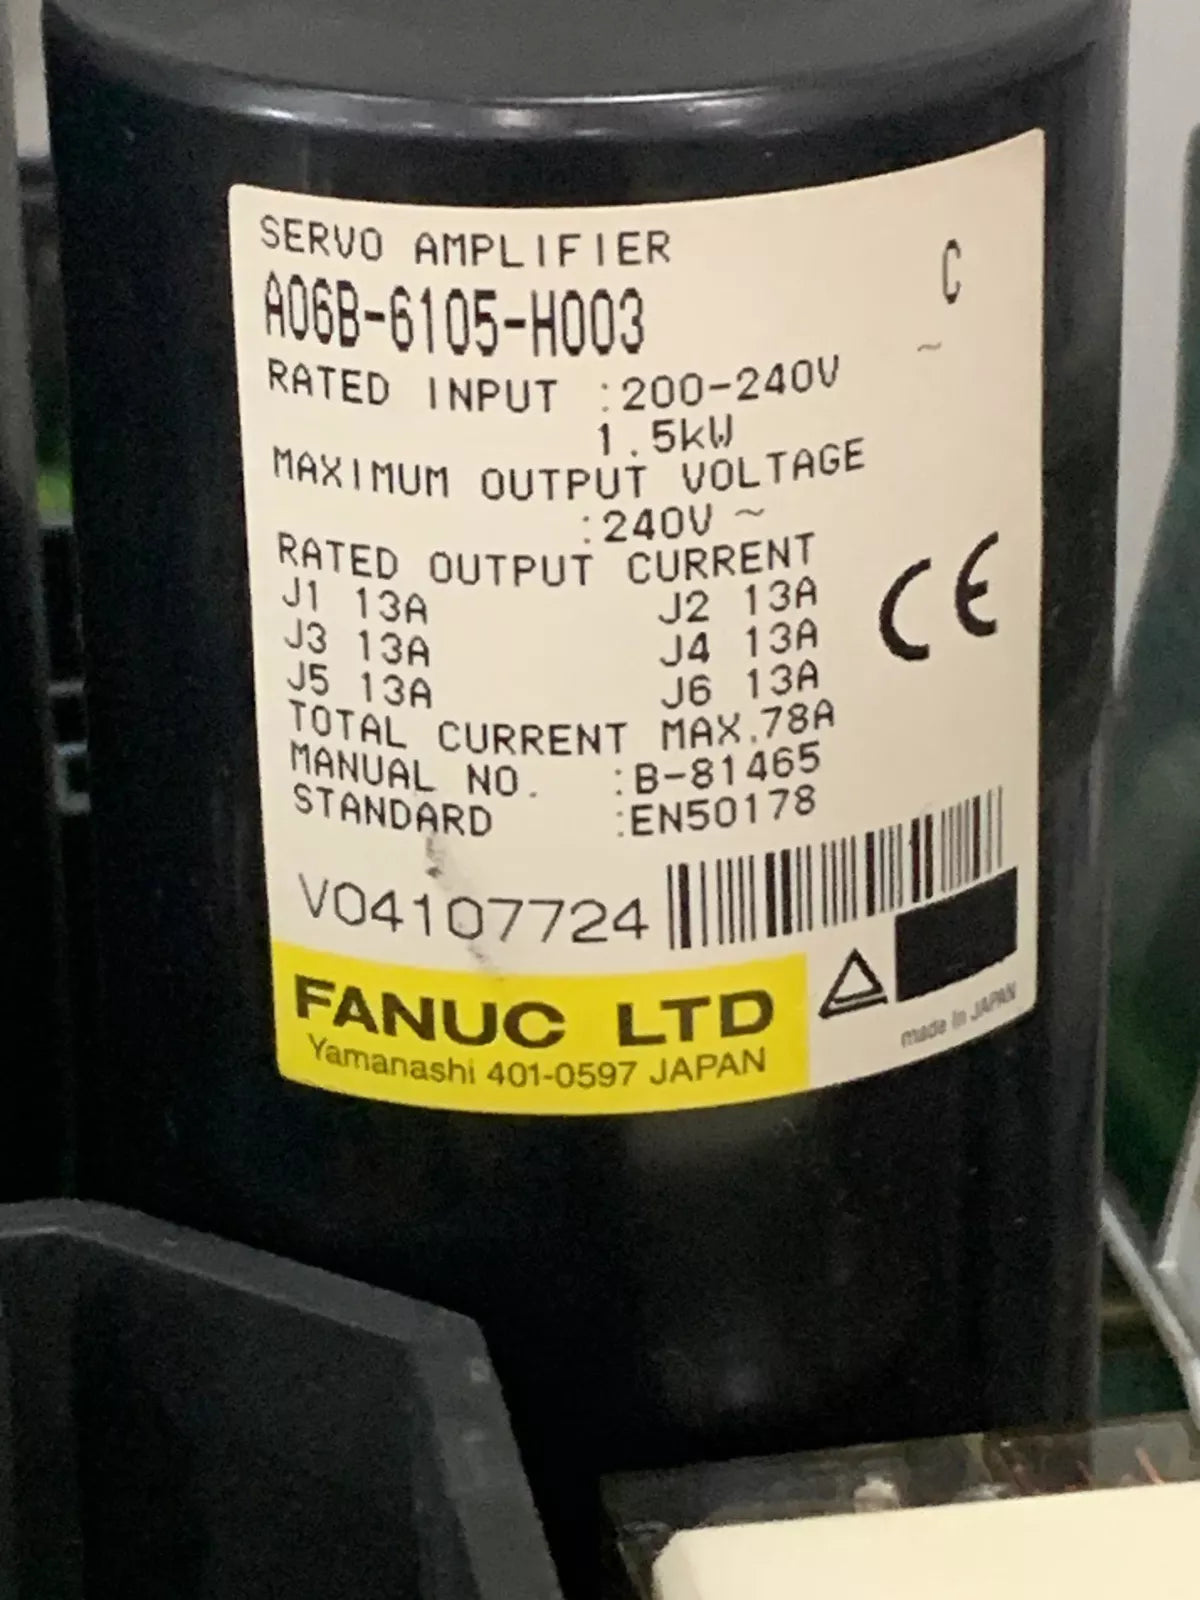 SERVO AMPLIFIER
A06B-6105-H003 C
RATED INPUT :200-240V ~
1.5kW
MAXIMUM OUTPUT VOLTAGE
:240V ~
RATED OUTPUT CURRENT
J1 13A J2 13A
J3 13A J4 13A
J5 13A J6 13A
TOTAL CURRENT MAX.78A
MANUAL NO. :B-81465
STANDARD :EN50178
CE
V04107724
FANUC LTD
Yamanashi 401-0597 JAPAN
made in JAPAN